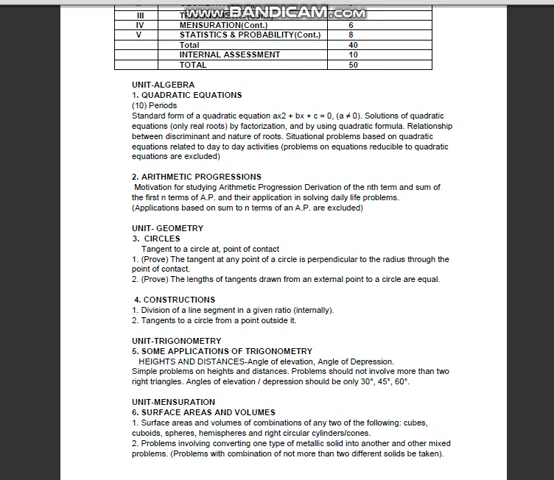 WWW.BANDICAM.COM
III
IV MENSURATION(Cont.) 6
V STATISTICS & PROBABILITY(Cont.) 8
Total 40
INTERNAL ASSESSMENT 10
TOTAL 50
UNIT-ALGEBRA
1. QUADRATIC EQUATIONS
(10) Periods
Standard form of a quadratic equation ax2 + bx + c = 0, (a ≠ 0). Solutions of quadratic
equations (only real roots) by factorization, and by using quadratic formula. Relationship
between discriminant and nature of roots. Situational problems based on quadratic
equations related to day to day activities (problems on equations reducible to quadratic
equations are excluded)
2. ARITHMETIC PROGRESSIONS
Motivation for studying Arithmetic Progression Derivation of the nth term and sum of
the first n terms of A.P. and their application in solving daily life problems.
(Applications based on sum to n terms of an A.P. are excluded)
UNIT- GEOMETRY
3. CIRCLES
Tangent to a circle at, point of contact
1. (Prove) The tangent at any point of a circle is perpendicular to the radius through the
point of contact.
2. (Prove) The lengths of tangents drawn from an external point to a circle are equal.
4. CONSTRUCTIONS
1. Division of a line segment in a given ratio (internally).
2. Tangents to a circle from a point outside it.
UNIT-TRIGONOMETRY
5. SOME APPLICATIONS OF TRIGONOMETRY
HEIGHTS AND DISTANCES-Angle of elevation, Angle of Depression.
Simple problems on heights and distances. Problems should not involve more than two
right triangles. Angles of elevation / depression should be only 30°, 45°, 60°.
UNIT-MENSURATION
6. SURFACE AREAS AND VOLUMES
1. Surface areas and volumes of combinations of any two of the following: cubes,
cuboids, spheres, hemispheres and right circular cylinders/cones.
2. Problems involving converting one type of metallic solid into another and other mixed
problems. (Problems with combination of not more than two different solids be taken).